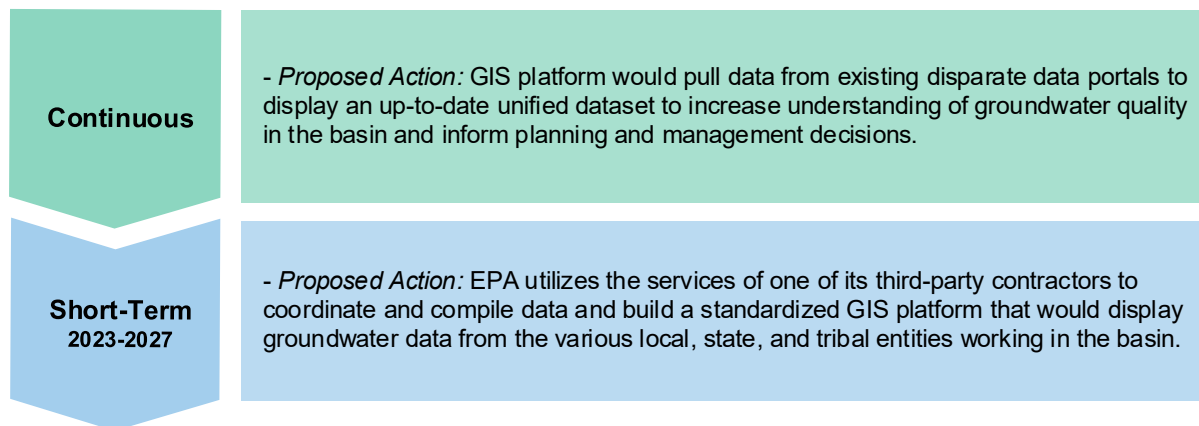 Continuous
- Proposed Action: GIS platform would pull data from existing disparate data portals to
display an up-to-date unified dataset to increase understanding of groundwater quality
in the basin and inform planning and management decisions.
Short-Term
2023-2027
- Proposed Action: EPA utilizes the services of one of its third-party contractors to
coordinate and compile data and build a standardized GIS platform that would display
groundwater data from the various local, state, and tribal entities working in the basin.